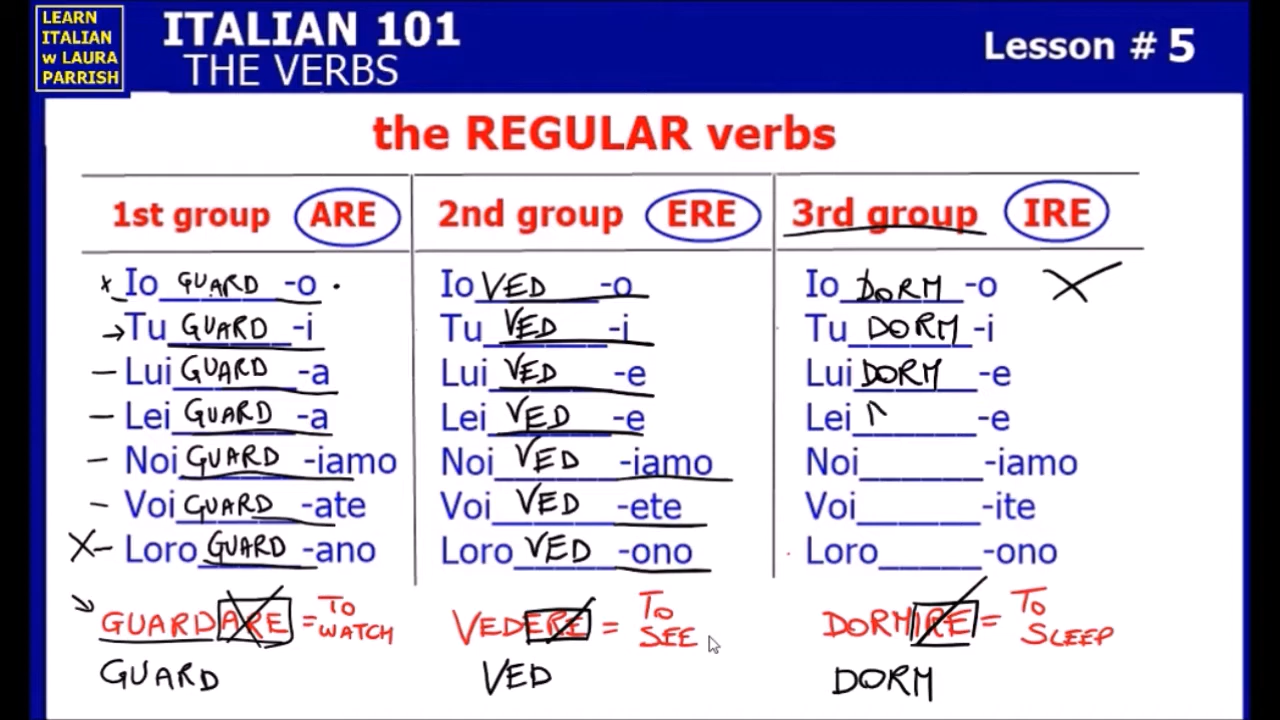 LEARN
ITALIAN
w LAURA
PARRISH
ITALIAN 101
THE VERBS
Lesson # 5
the REGULAR verbs
1st group ARE
2nd group ERE
3rd group IRE
Io GUARD -o
Tu GUARD -i
Lui GUARD -a
Lei GUARD -a
Noi GUARD -iamo
Voi GUARD -ate
Loro GUARD -ano
GUARDARE = TO WATCH
GUARD
Io VED -o
Tu VED -i
Lui VED -e
Lei VED -e
Noi VED -iamo
Voi VED -ete
Loro VED -ono
VEDERE = TO SEE
VED
Io DORM -o
Tu DORM -i
Lui DORM -e
Lei -e
Noi -iamo
Voi -ite
Loro -ono
DORMIRE = TO SLEEP
DORM